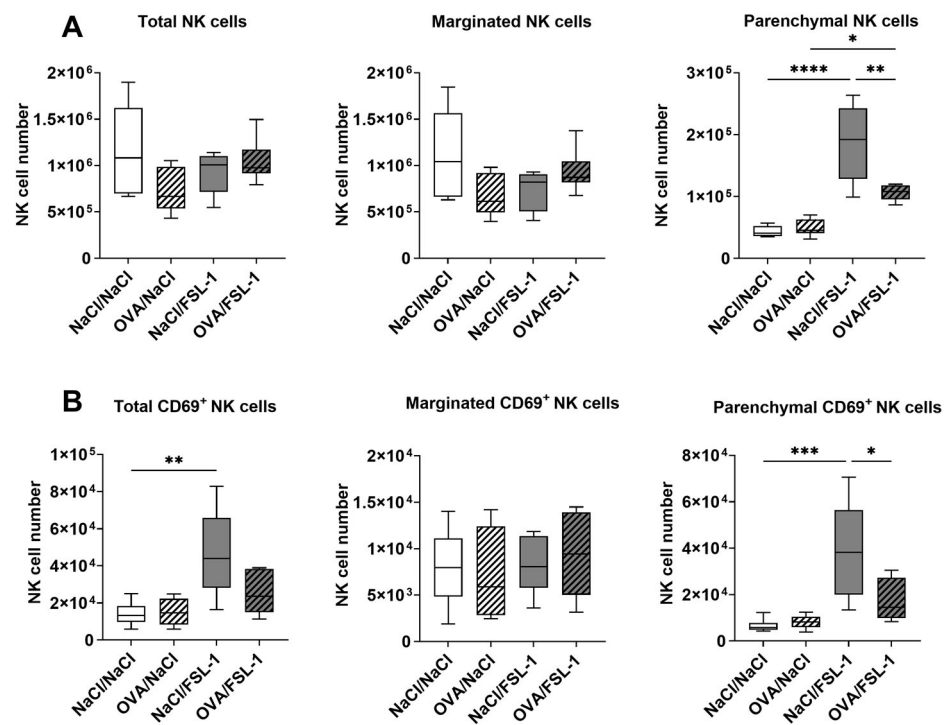 A
Total NK cells
NK cell number
2×10⁶
2×10⁶
1×10⁶
5×10⁵
0
NaCl/NaCl
OVA/NaCl
NaCl/FSL-1
OVA/FSL-1
Marginated NK cells
NK cell number
2×10⁶
2×10⁶
1×10⁶
5×10⁵
0
NaCl/NaCl
OVA/NaCl
NaCl/FSL-1
OVA/FSL-1
Parenchymal NK cells
*
**** **
NK cell number
3×10⁵
2×10⁵
1×10⁵
0
NaCl/NaCl
OVA/NaCl
NaCl/FSL-1
OVA/FSL-1
B
Total CD69⁺ NK cells
**
NK cell number
1×10⁵
8×10⁴
6×10⁴
4×10⁴
2×10⁴
0
NaCl/NaCl
OVA/NaCl
NaCl/FSL-1
OVA/FSL-1
Marginated CD69⁺ NK cells
NK cell number
2×10⁴
2×10⁴
1×10⁴
5×10³
0
NaCl/NaCl
OVA/NaCl
NaCl/FSL-1
OVA/FSL-1
Parenchymal CD69⁺ NK cells
*** *
NK cell number
8×10⁴
6×10⁴
4×10⁴
2×10⁴
0
NaCl/NaCl
OVA/NaCl
NaCl/FSL-1
OVA/FSL-1